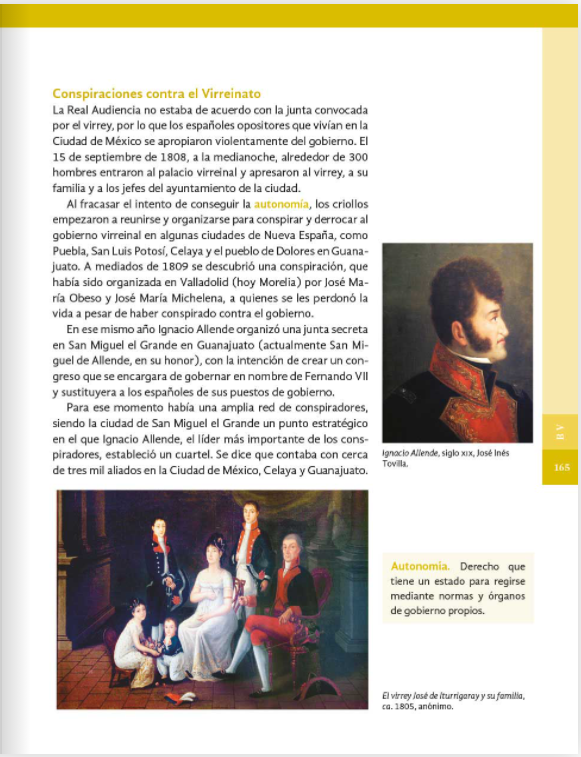 Conspiraciones contra el Virreinato
La Real Audiencia no estaba de acuerdo con la junta convocada
por el virrey, por lo que los españoles opositores que vivían en la
Ciudad de México se apropiaron violentamente del gobierno. El
15 de septiembre de 1808, a la medianoche, alrededor de 300
hombres entraron al palacio virreinal y apresaron al virrey, a su
familia y a los jefes del ayuntamiento de la ciudad.
Al fracasar el intento de conseguir la autonomía, los criollos
empezaron a reunirse y organizarse para conspirar y derrocar al
gobierno virreinal en algunas ciudades de Nueva España, como
Puebla, San Luis Potosí, Celaya y el pueblo de Dolores en Guana-
juato. A mediados de 1809 se descubrió una conspiración, que
había sido organizada en Valladolid (hoy Morelia) por José Ma-
ría Obeso y José María Michelena, a quienes se les perdonó la
vida a pesar de haber conspirado contra el gobierno.
En ese mismo año Ignacio Allende organizó una junta secreta
en San Miguel el Grande en Guanajuato (actualmente San Mi-
guel de Allende, en su honor), con la intención de crear un con-
greso que se encargara de gobernar en nombre de Fernando VII
y sustituyera a los españoles de sus puestos de gobierno.
Para ese momento había una amplia red de conspiradores,
siendo la ciudad de San Miguel el Grande un punto estratégico
en el que Ignacio Allende, el líder más importante de los cons-
piradores, estableció un cuartel. Se dice que contaba con cerca
de tres mil aliados en la Ciudad de México, Celaya y Guanajuato.
Ignacio Allende, siglo XIX, José Inés
Tovilla.
B V
165
Autonomía. Derecho que
tiene un estado para regirse
mediante normas y órganos
de gobierno propios.
El virrey José de Iturrigaray y su familia,
ca. 1805, anónimo.